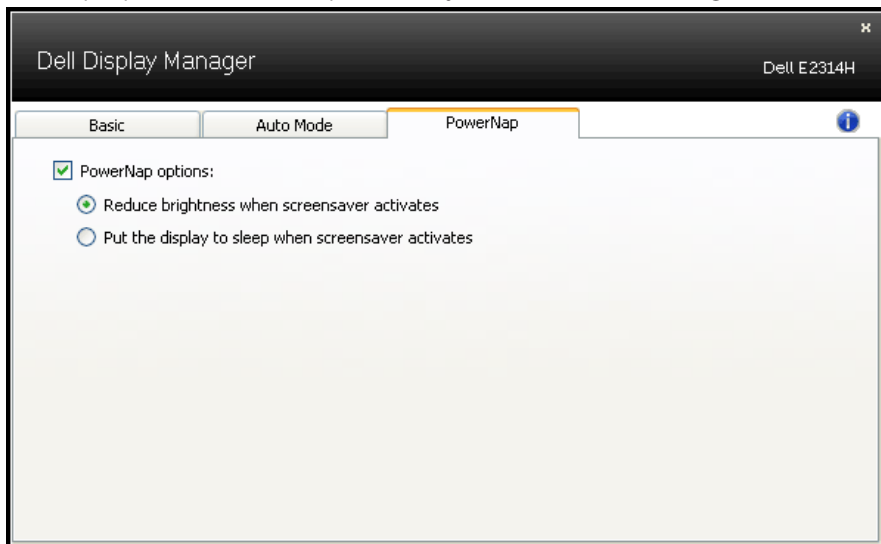 Dell Display Manager
Dell E2314H
Basic
Auto Mode
PowerNap
PowerNap options:
Reduce brightness when screensaver activates
Put the display to sleep when screensaver activates